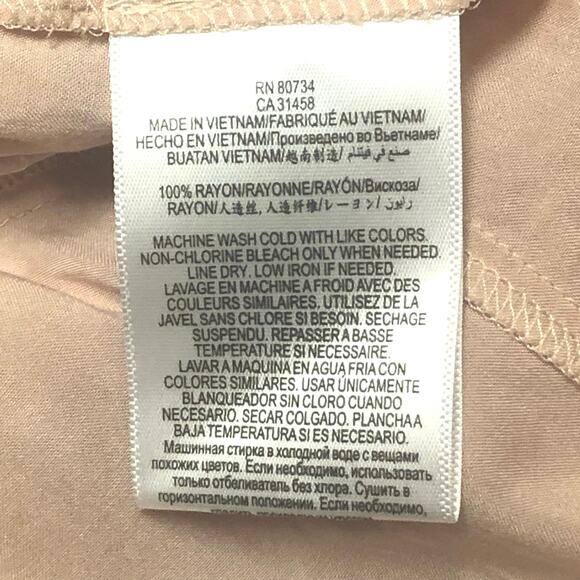 RN 80734
CA 31458
MADE IN VIETNAM/FABRIQUÉ AU VIETNAM/
HECHO EN VIETNAM/Произведено во Вьетнаме/
BUATAN VIETNAM/越南制造/صنع في فيتنام
100% RAYON/RAYONNE/RAYÓN/Вискоза/
RAYON/人造丝, 人造纤维/レーヨン/رايون
MACHINE WASH COLD WITH LIKE COLORS.
NON-CHLORINE BLEACH ONLY WHEN NEEDED.
LINE DRY. LOW IRON IF NEEDED.
LAVAGE EN MACHINE A FROID AVEC DES
COULEURS SIMILAIRES. UTILISEZ DE LA
JAVEL SANS CHLORE SI BESOIN. SECHAGE
SUSPENDU. REPASSER A BASSE
TEMPERATURE SI NECESSAIRE.
LAVAR A MAQUINA EN AGUA FRIA CON
COLORES SIMILARES. USAR ÚNICAMENTE
BLANQUEADOR SIN CLORO CUANDO
NECESARIO. SECAR COLGADO. PLANCHA A
BAJA TEMPERATURA SI ES NECESARIO.
Машинная стирка в холодной воде с вещами
похожих цветов. Если необходимо, использовать
только отбеливатель без хлора. Сушить в
горизонтальном положении. Если необходимо,